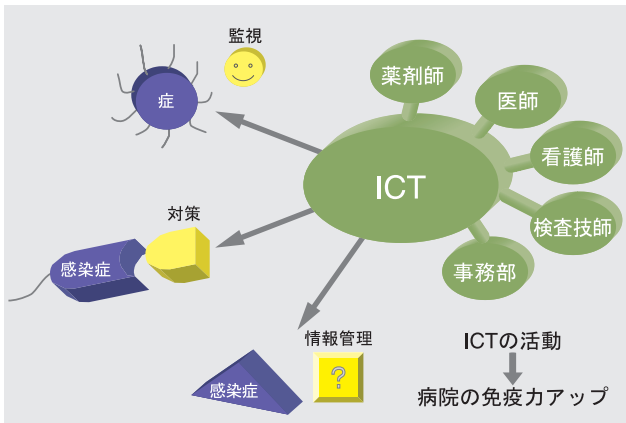 監視
症
薬剤師
医師
看護師
検査技師
事務部
ICT
対策
感染症
情報管理
?
感染症
ICTの活動
病院の免疫力アップ